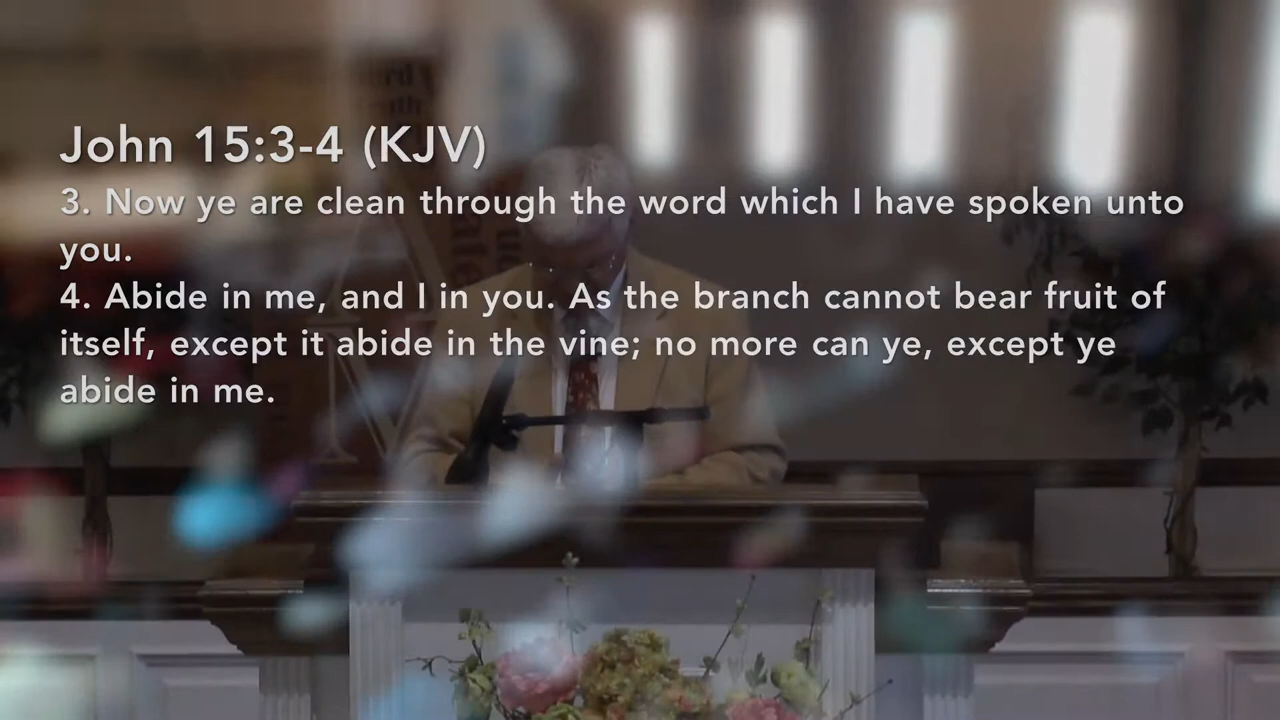 John 15:3-4 (KJV)
3. Now ye are clean through the word which I have spoken unto
you.
4. Abide in me, and I in you. As the branch cannot bear fruit of
itself, except it abide in the vine; no more can ye, except ye
abide in me.